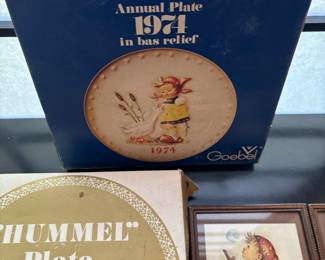 Annual Plate
1974
in bas relief
1974
Goebel
"HUMMEL"
Plate